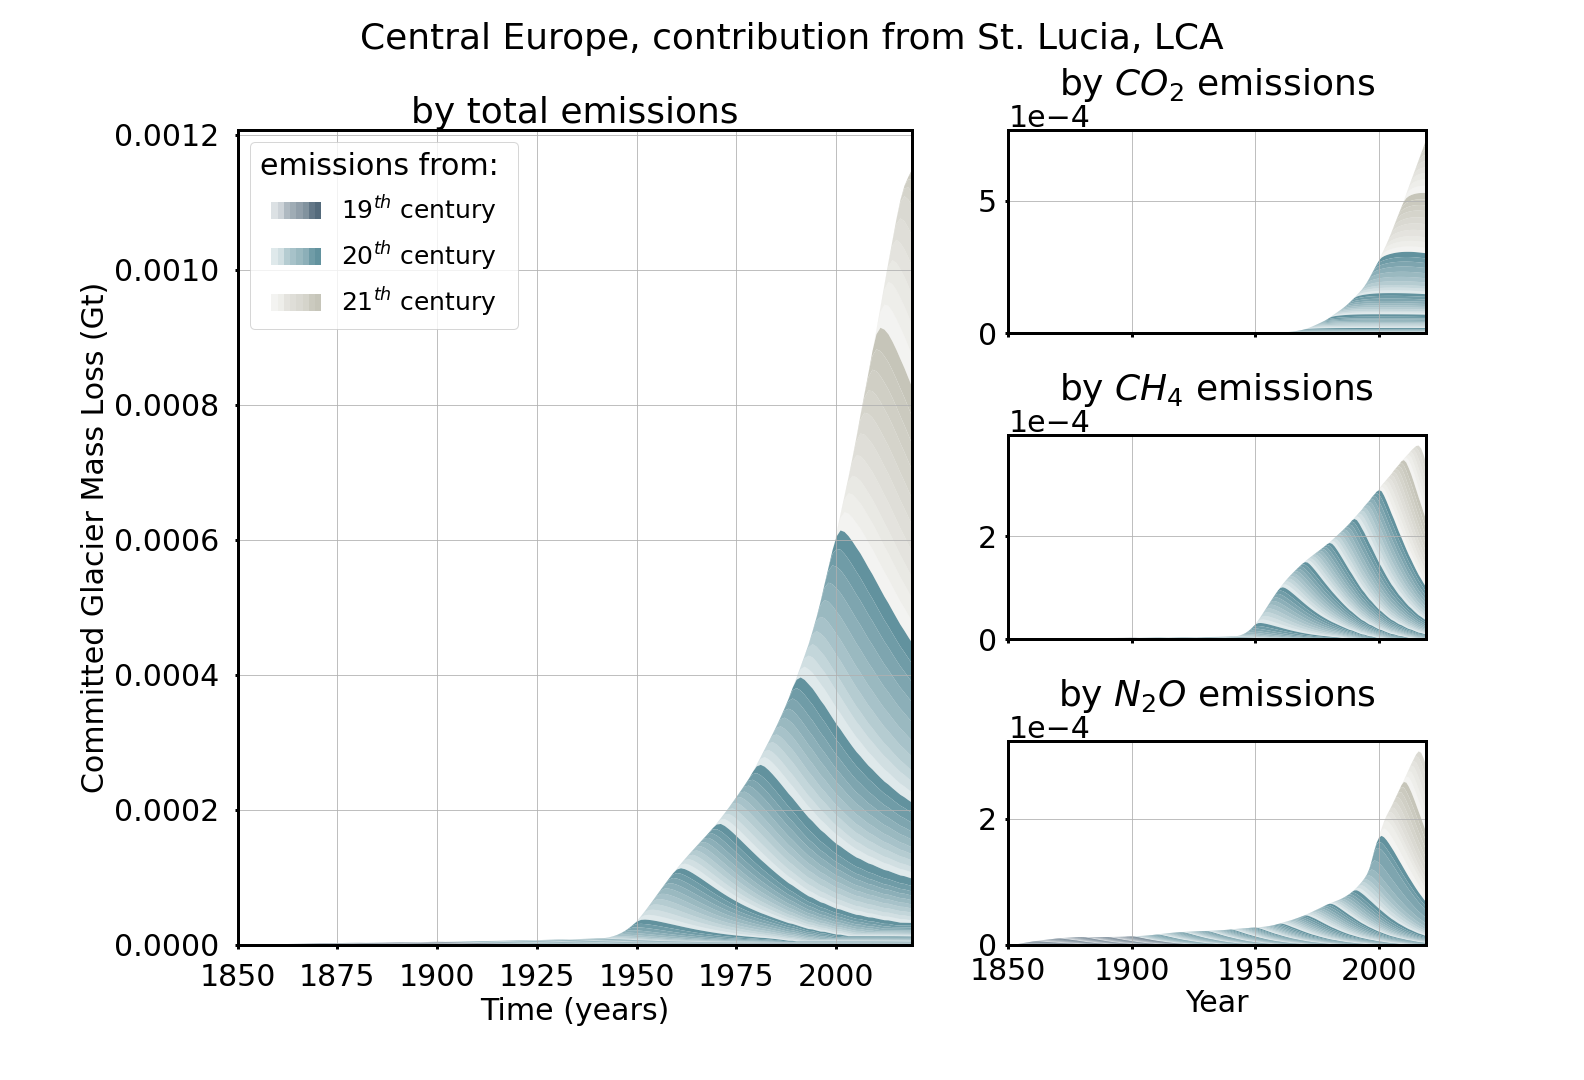 Central Europe, contribution from St. Lucia, LCA
by total emissions
0.0012
0.0010
0.0008
0.0006
0.0004
0.0002
0.0000
Committed Glacier Mass Loss (Gt)
emissions from:
19th century
20th century
21th century
1850 1875 1900 1925 1950 1975 2000
Time (years)
by CO2 emissions
1e−4
5
0
by CH4 emissions
1e−4
2
0
by N2O emissions
1e−4
2
0
1850 1900 1950 2000
Year